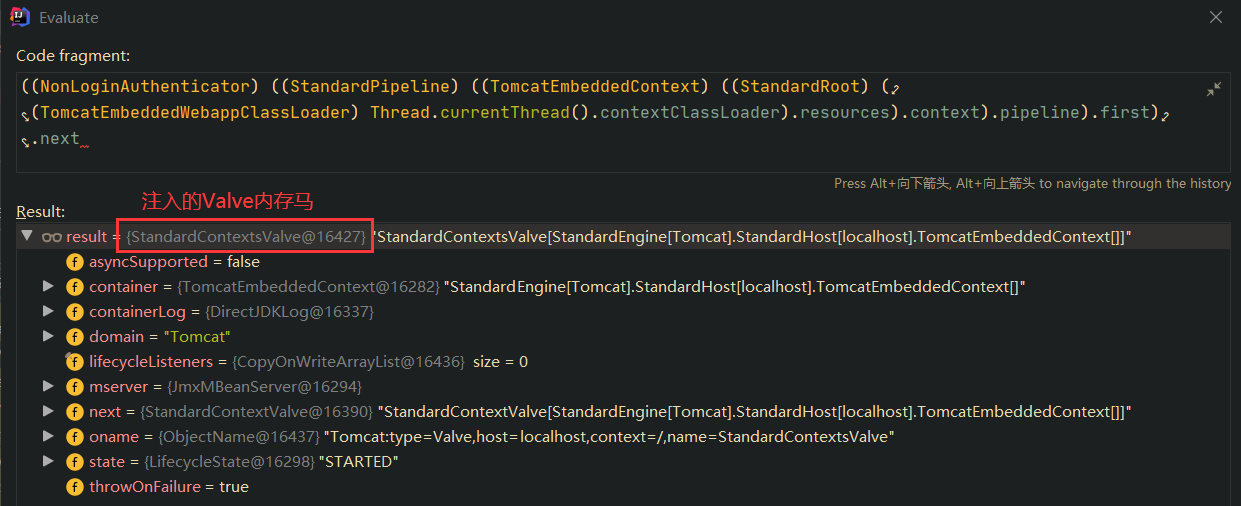 Evaluate
Code fragment:
((NonLoginAuthenticator) ((StandardPipeline) ((TomcatEmbeddedContext) ((StandardRoot) (
(TomcatEmbeddedWebappClassLoader) Thread.currentThread().contextClassLoader).resources).context).pipeline).first)
.next
Press Alt+向下箭头, Alt+向上箭头 to navigate through the history
注入的Valve内存马
Result:
result = {StandardContextsValve@16427} "StandardContextsValve[StandardEngine[Tomcat].StandardHost[localhost].TomcatEmbeddedContext[]]"
f asyncSupported = false
f container = {TomcatEmbeddedContext@16282} "StandardEngine[Tomcat].StandardHost[localhost].TomcatEmbeddedContext[]"
f containerLog = {DirectJDKLog@16337}
f domain = "Tomcat"
f lifecycleListeners = {CopyOnWriteArrayList@16436} size = 0
f mserver = {JmxMBeanServer@16294}
f next = {StandardContextValve@16390} "StandardContextValve[StandardEngine[Tomcat].StandardHost[localhost].TomcatEmbeddedContext[]]"
f oname = {ObjectName@16437} "Tomcat:type=Valve,host=localhost,context=/,name=StandardContextsValve"
f state = {LifecycleState@16298} "STARTED"
f throwOnFailure = true